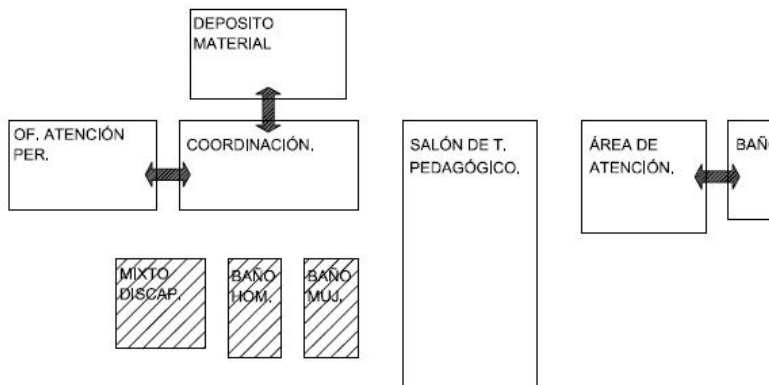 DEPOSITO
MATERIAL
OF. ATENCIÓN
PER.
COORDINACIÓN.
SALÓN DE T.
PEDAGÓGICO.
ÁREA DE
ATENCIÓN.
MIXTO
DISCAP.
BAÑO
HOM.
BAÑO
MUJ.